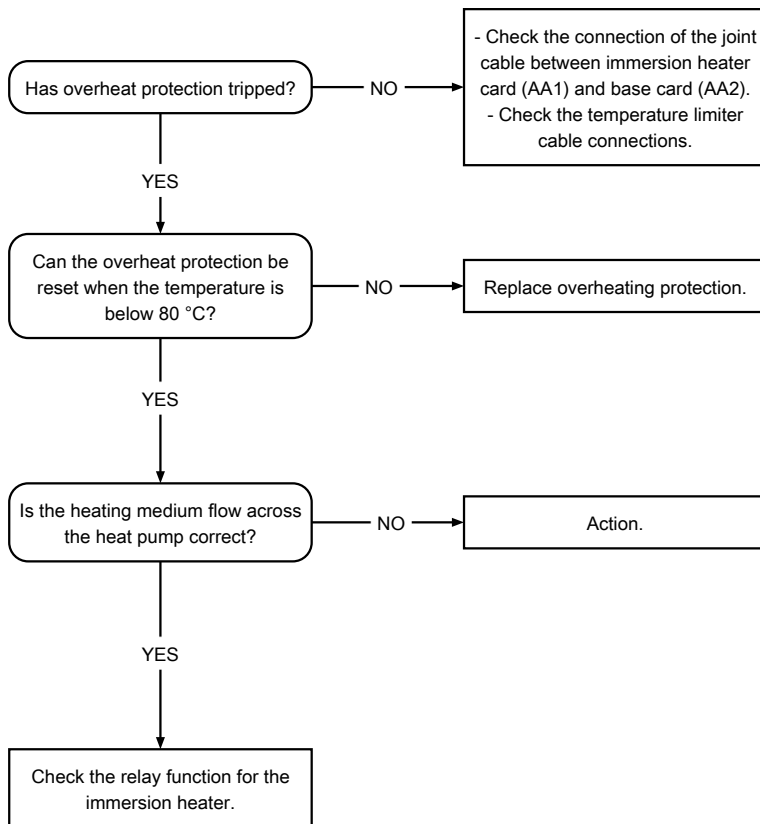 Has overheat protection tripped?
NO
- Check the connection of the joint
cable between immersion heater
card (AA1) and base card (AA2).
- Check the temperature limiter
cable connections.
YES
Can the overheat protection be
reset when the temperature is
below 80 °C?
NO
Replace overheating protection.
YES
Is the heating medium flow across
the heat pump correct?
NO
Action.
YES
Check the relay function for the
immersion heater.